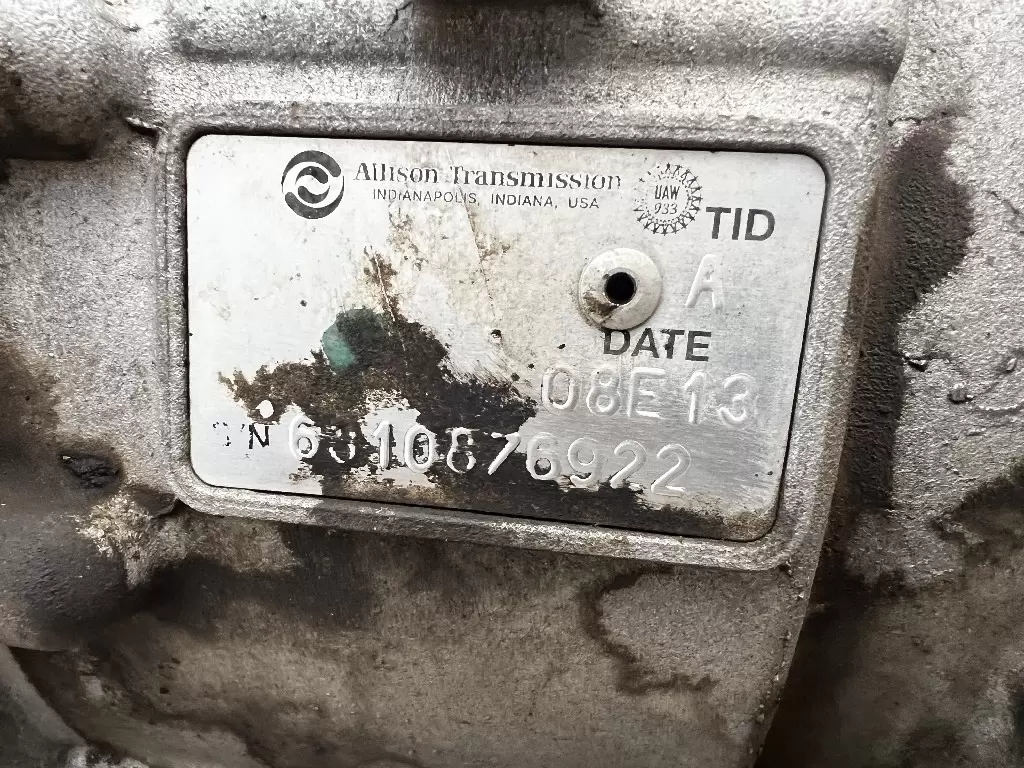 Allison Transmission
INDIANAPOLIS, INDIANA, USA
UAW
933
TID
A
DATE
08E13
S/N 6310876922